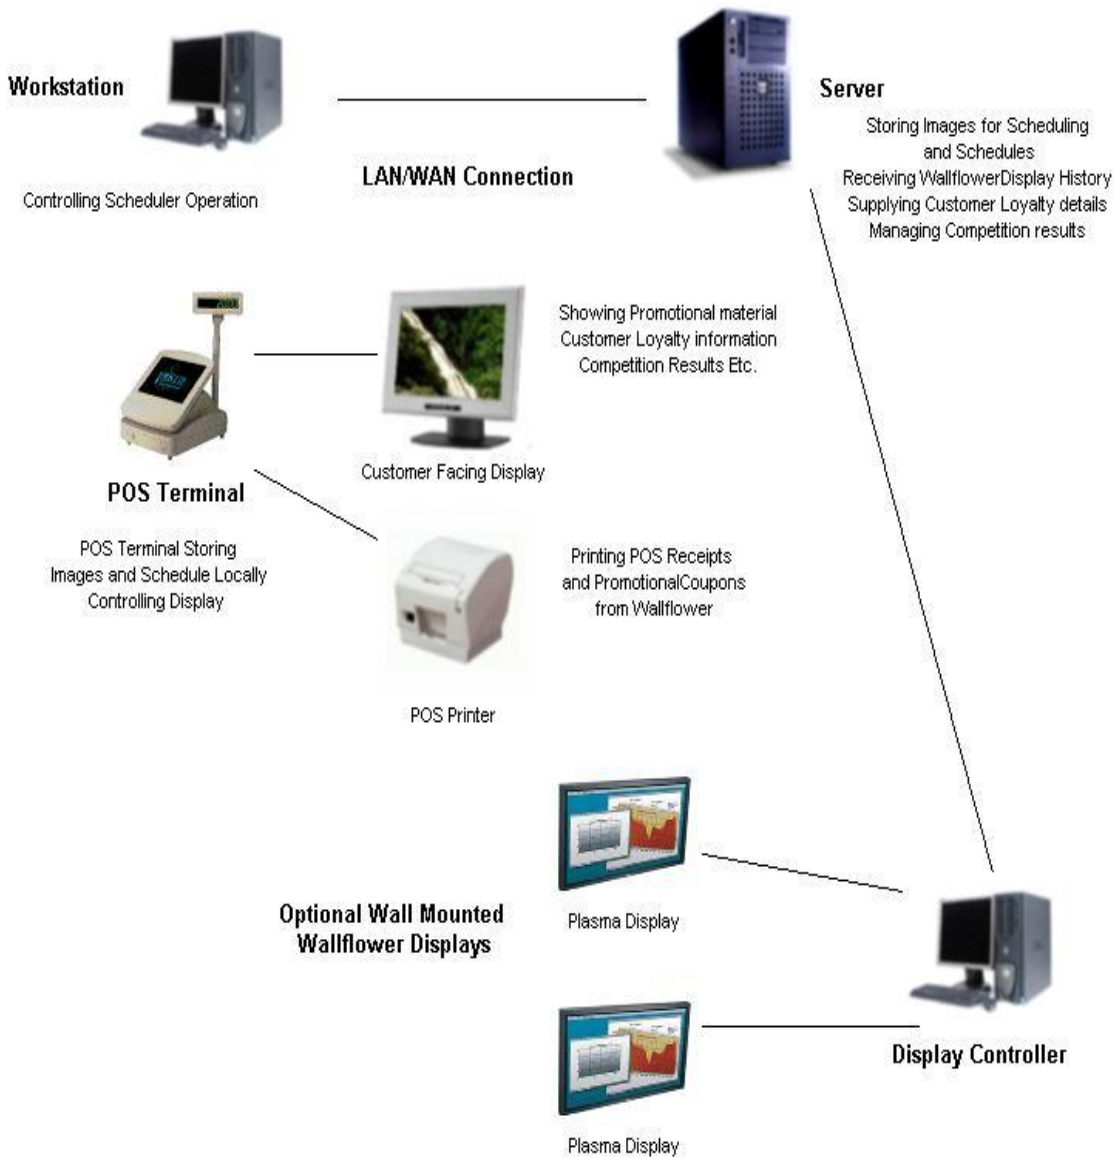 Workstation
Server
Storing Images for Scheduling
and Schedules
Receiving WallflowerDisplay History
Supplying Customer Loyalty details
Managing Competition results
LAN/WAN Connection
Controlling Scheduler Operation
Showing Promotional material
Customer Loyalty information
Competition Results Etc.
Customer Facing Display
POS Terminal
POS Terminal Storing
Images and Schedule Locally
Controlling Display
Printing POS Receipts
and PromotionalCoupons
from Wallflower
POS Printer
Optional Wall Mounted
Wallflower Displays
Plasma Display
Display Controller
Plasma Display